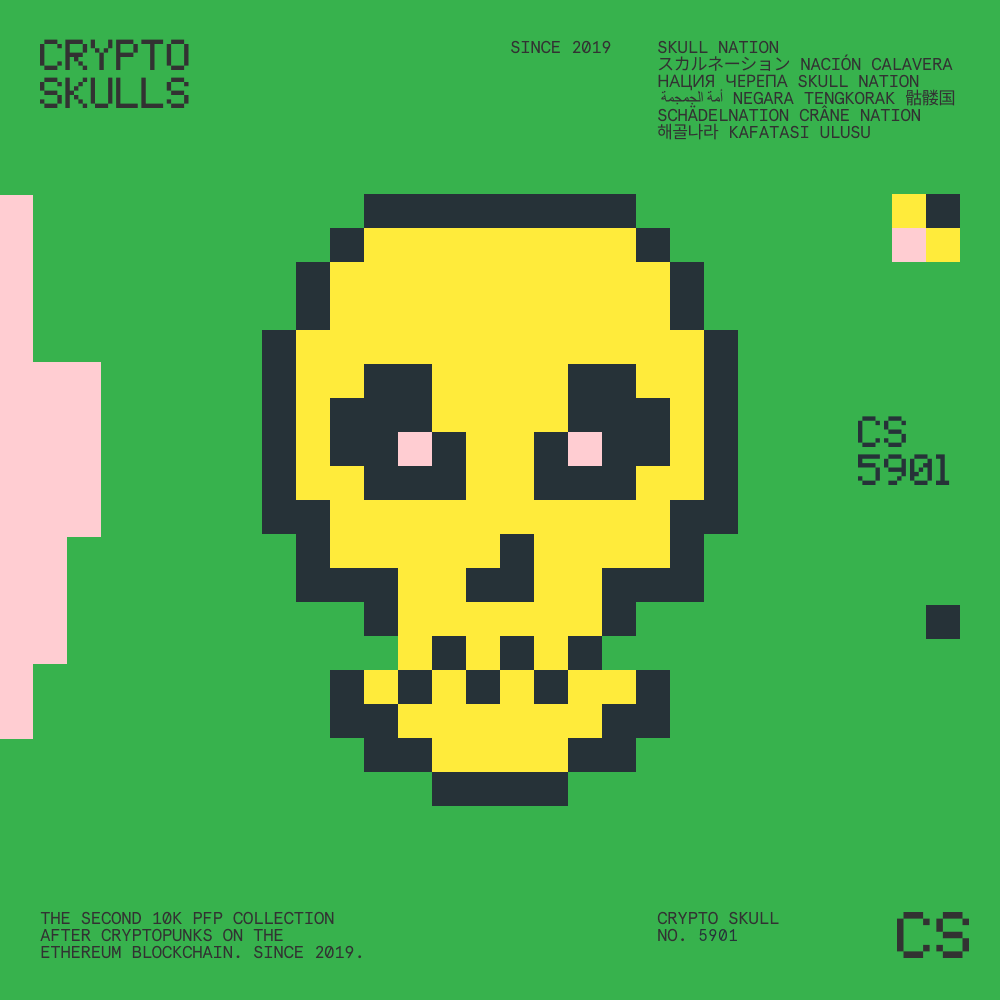 CRYPTO
SKULLS
SINCE 2019
SKULL NATION
スカルネーション NACIÓN CALAVERA
НАЦИЯ ЧЕРЕПА SKULL NATION
أمة الجمجمة NEGARA TENGKORAK 骷髅国
SCHÄDELNATION CRÂNE NATION
해골나라 KAFATASI ULUSU
CS
5901
THE SECOND 10K PFP COLLECTION
AFTER CRYPTOPUNKS ON THE
ETHEREUM BLOCKCHAIN. SINCE 2019.
CRYPTO SKULL
NO. 5901
CS